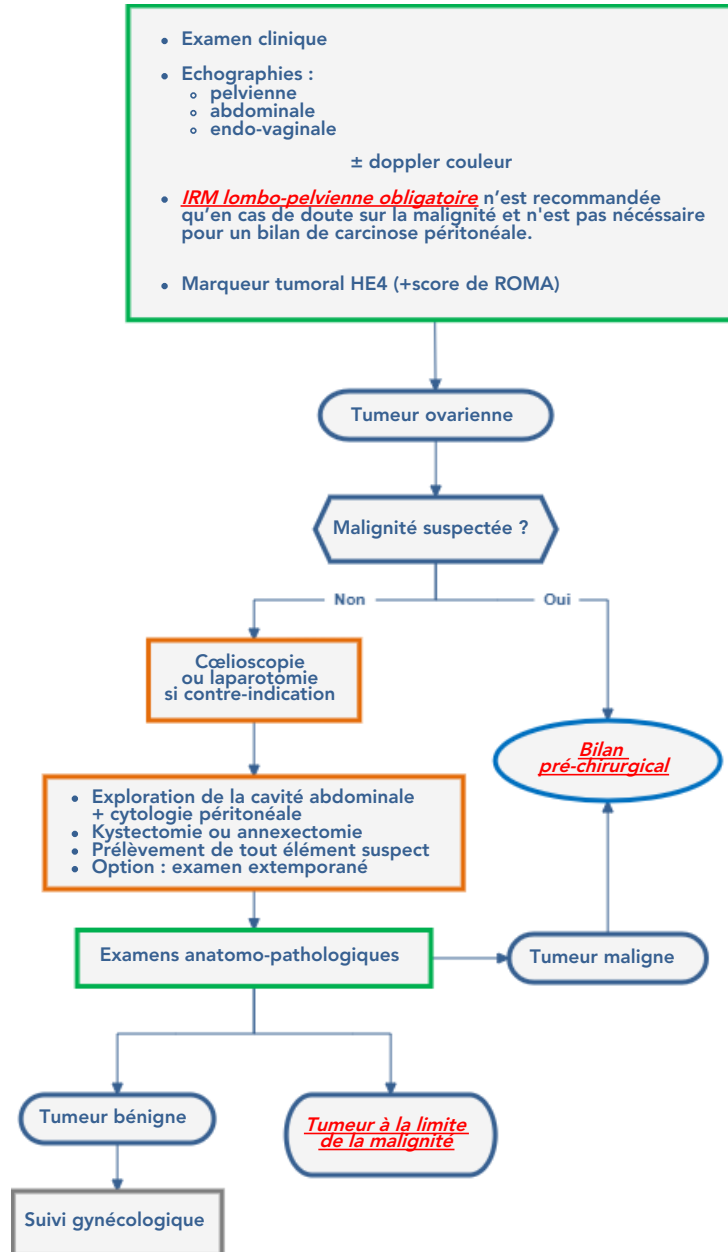 Examen clinique
Echographies :
pelvienne
abdominale
endo-vaginale
± doppler couleur
IRM lombo-pelvienne obligatoire n’est recommandée
qu’en cas de doute sur la malignité et n'est pas nécéssaire
pour un bilan de carcinose péritonéale.
Marqueur tumoral HE4 (+score de ROMA)
Tumeur ovarienne
Malignité suspectée ?
Non
Oui
Cœlioscopie
ou laparotomie
si contre-indication
Bilan
pré-chirurgical
Exploration de la cavité abdominale
+ cytologie péritonéale
Kystectomie ou annexectomie
Prélèvement de tout élément suspect
Option : examen extemporané
Examens anatomo-pathologiques
Tumeur maligne
Tumeur bénigne
Tumeur à la limite
de la malignité
Suivi gynécologique